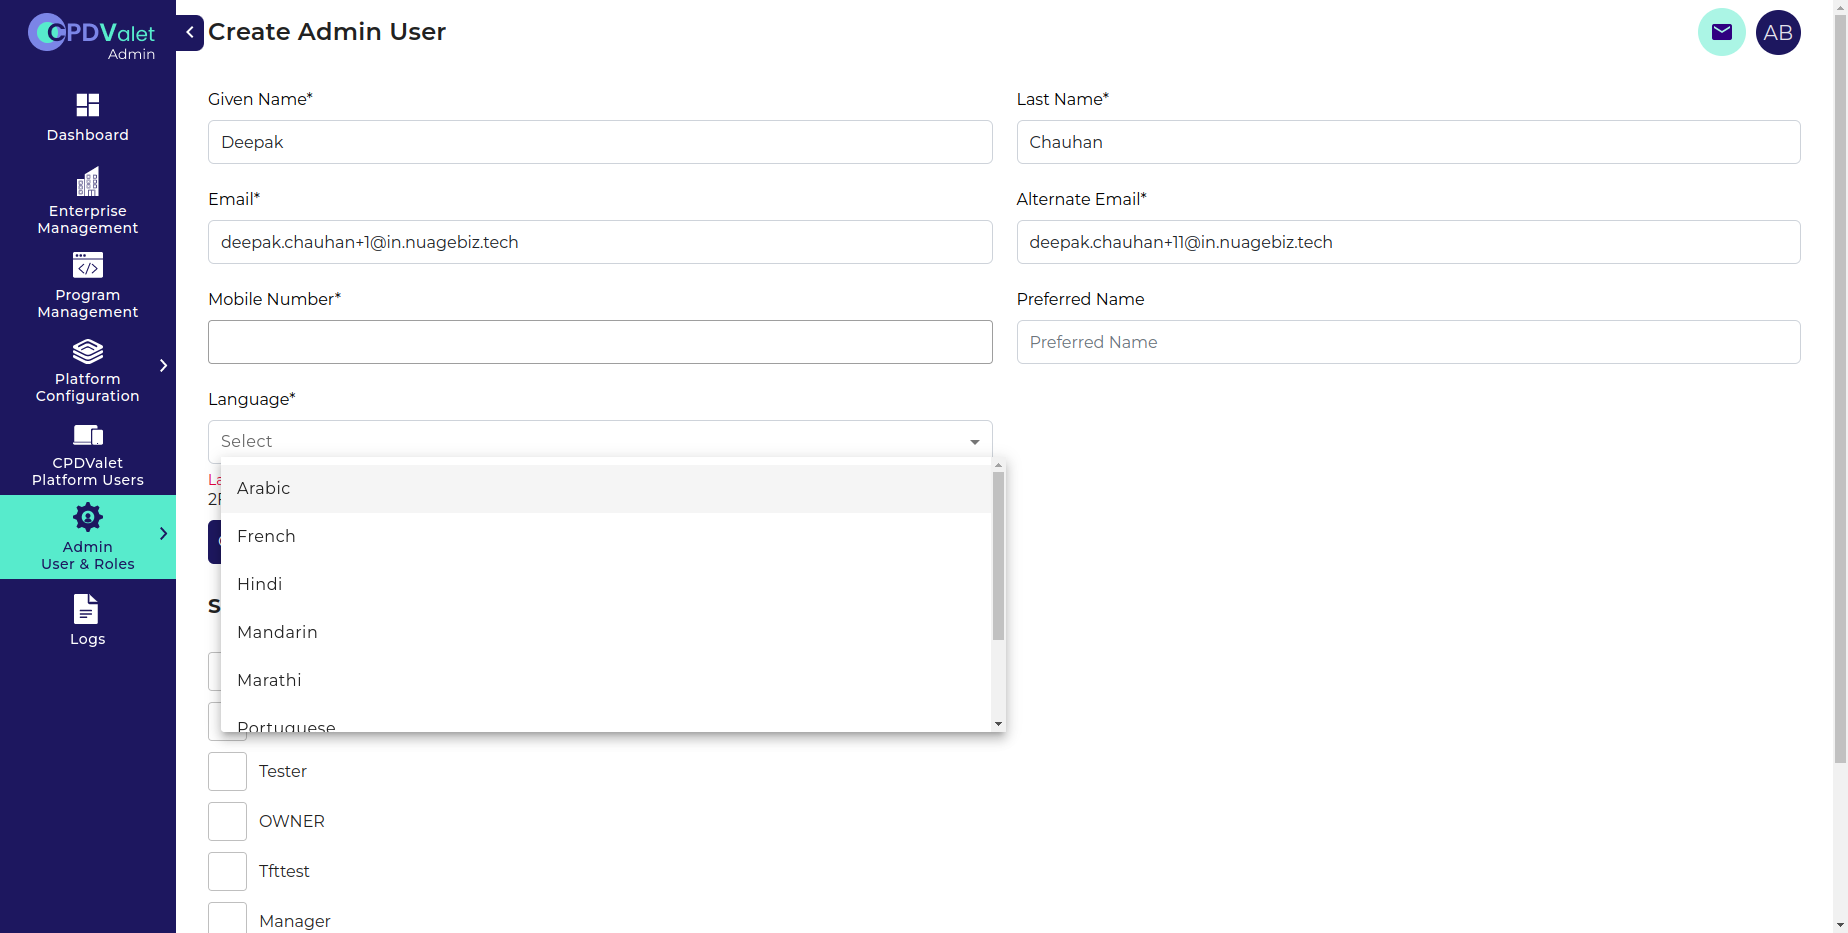 CPDValet
Admin
Create Admin User
AB
Dashboard
Enterprise
Management
Program
Management
Platform
Configuration
CPDValet
Platform Users
Admin
User & Roles
Logs
Given Name*
Last Name*
Deepak
Chauhan
Email*
Alternate Email*
deepak.chauhan+1@in.nuagebiz.tech
deepak.chauhan+11@in.nuagebiz.tech
Mobile Number*
Preferred Name
Preferred Name
Language*
Select
Arabic
French
Hindi
Mandarin
Marathi
Portuguese
Tester
OWNER
Tfttest
Manager